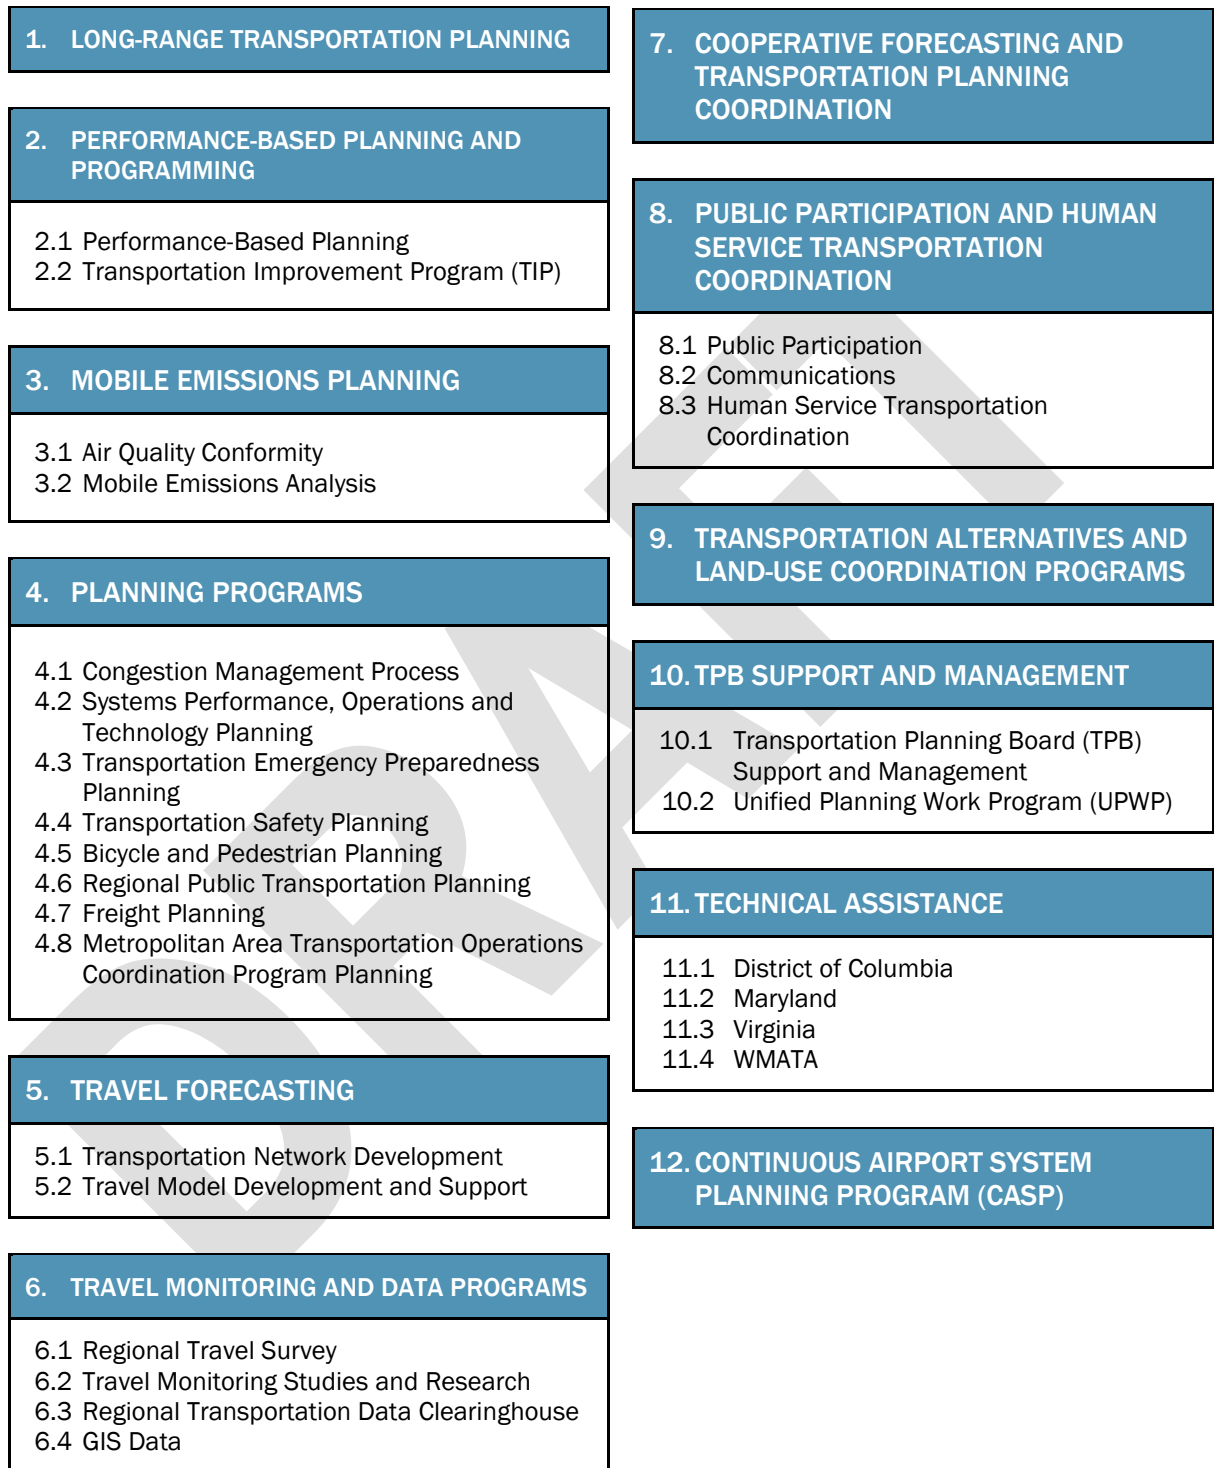 1. LONG-RANGE TRANSPORTATION PLANNING
2. PERFORMANCE-BASED PLANNING AND
PROGRAMMING
2.1 Performance-Based Planning
2.2 Transportation Improvement Program (TIP)
3. MOBILE EMISSIONS PLANNING
3.1 Air Quality Conformity
3.2 Mobile Emissions Analysis
4. PLANNING PROGRAMS
4.1 Congestion Management Process
4.2 Systems Performance, Operations and
Technology Planning
4.3 Transportation Emergency Preparedness
Planning
4.4 Transportation Safety Planning
4.5 Bicycle and Pedestrian Planning
4.6 Regional Public Transportation Planning
4.7 Freight Planning
4.8 Metropolitan Area Transportation Operations
Coordination Program Planning
5. TRAVEL FORECASTING
5.1 Transportation Network Development
5.2 Travel Model Development and Support
6. TRAVEL MONITORING AND DATA PROGRAMS
6.1 Regional Travel Survey
6.2 Travel Monitoring Studies and Research
6.3 Regional Transportation Data Clearinghouse
6.4 GIS Data
7. COOPERATIVE FORECASTING AND
TRANSPORTATION PLANNING
COORDINATION
8. PUBLIC PARTICIPATION AND HUMAN
SERVICE TRANSPORTATION
COORDINATION
8.1 Public Participation
8.2 Communications
8.3 Human Service Transportation
Coordination
9. TRANSPORTATION ALTERNATIVES AND
LAND-USE COORDINATION PROGRAMS
10. TPB SUPPORT AND MANAGEMENT
10.1 Transportation Planning Board (TPB)
Support and Management
10.2 Unified Planning Work Program (UPWP)
11. TECHNICAL ASSISTANCE
11.1 District of Columbia
11.2 Maryland
11.3 Virginia
11.4 WMATA
12. CONTINUOUS AIRPORT SYSTEM
PLANNING PROGRAM (CASP)
DRAFT